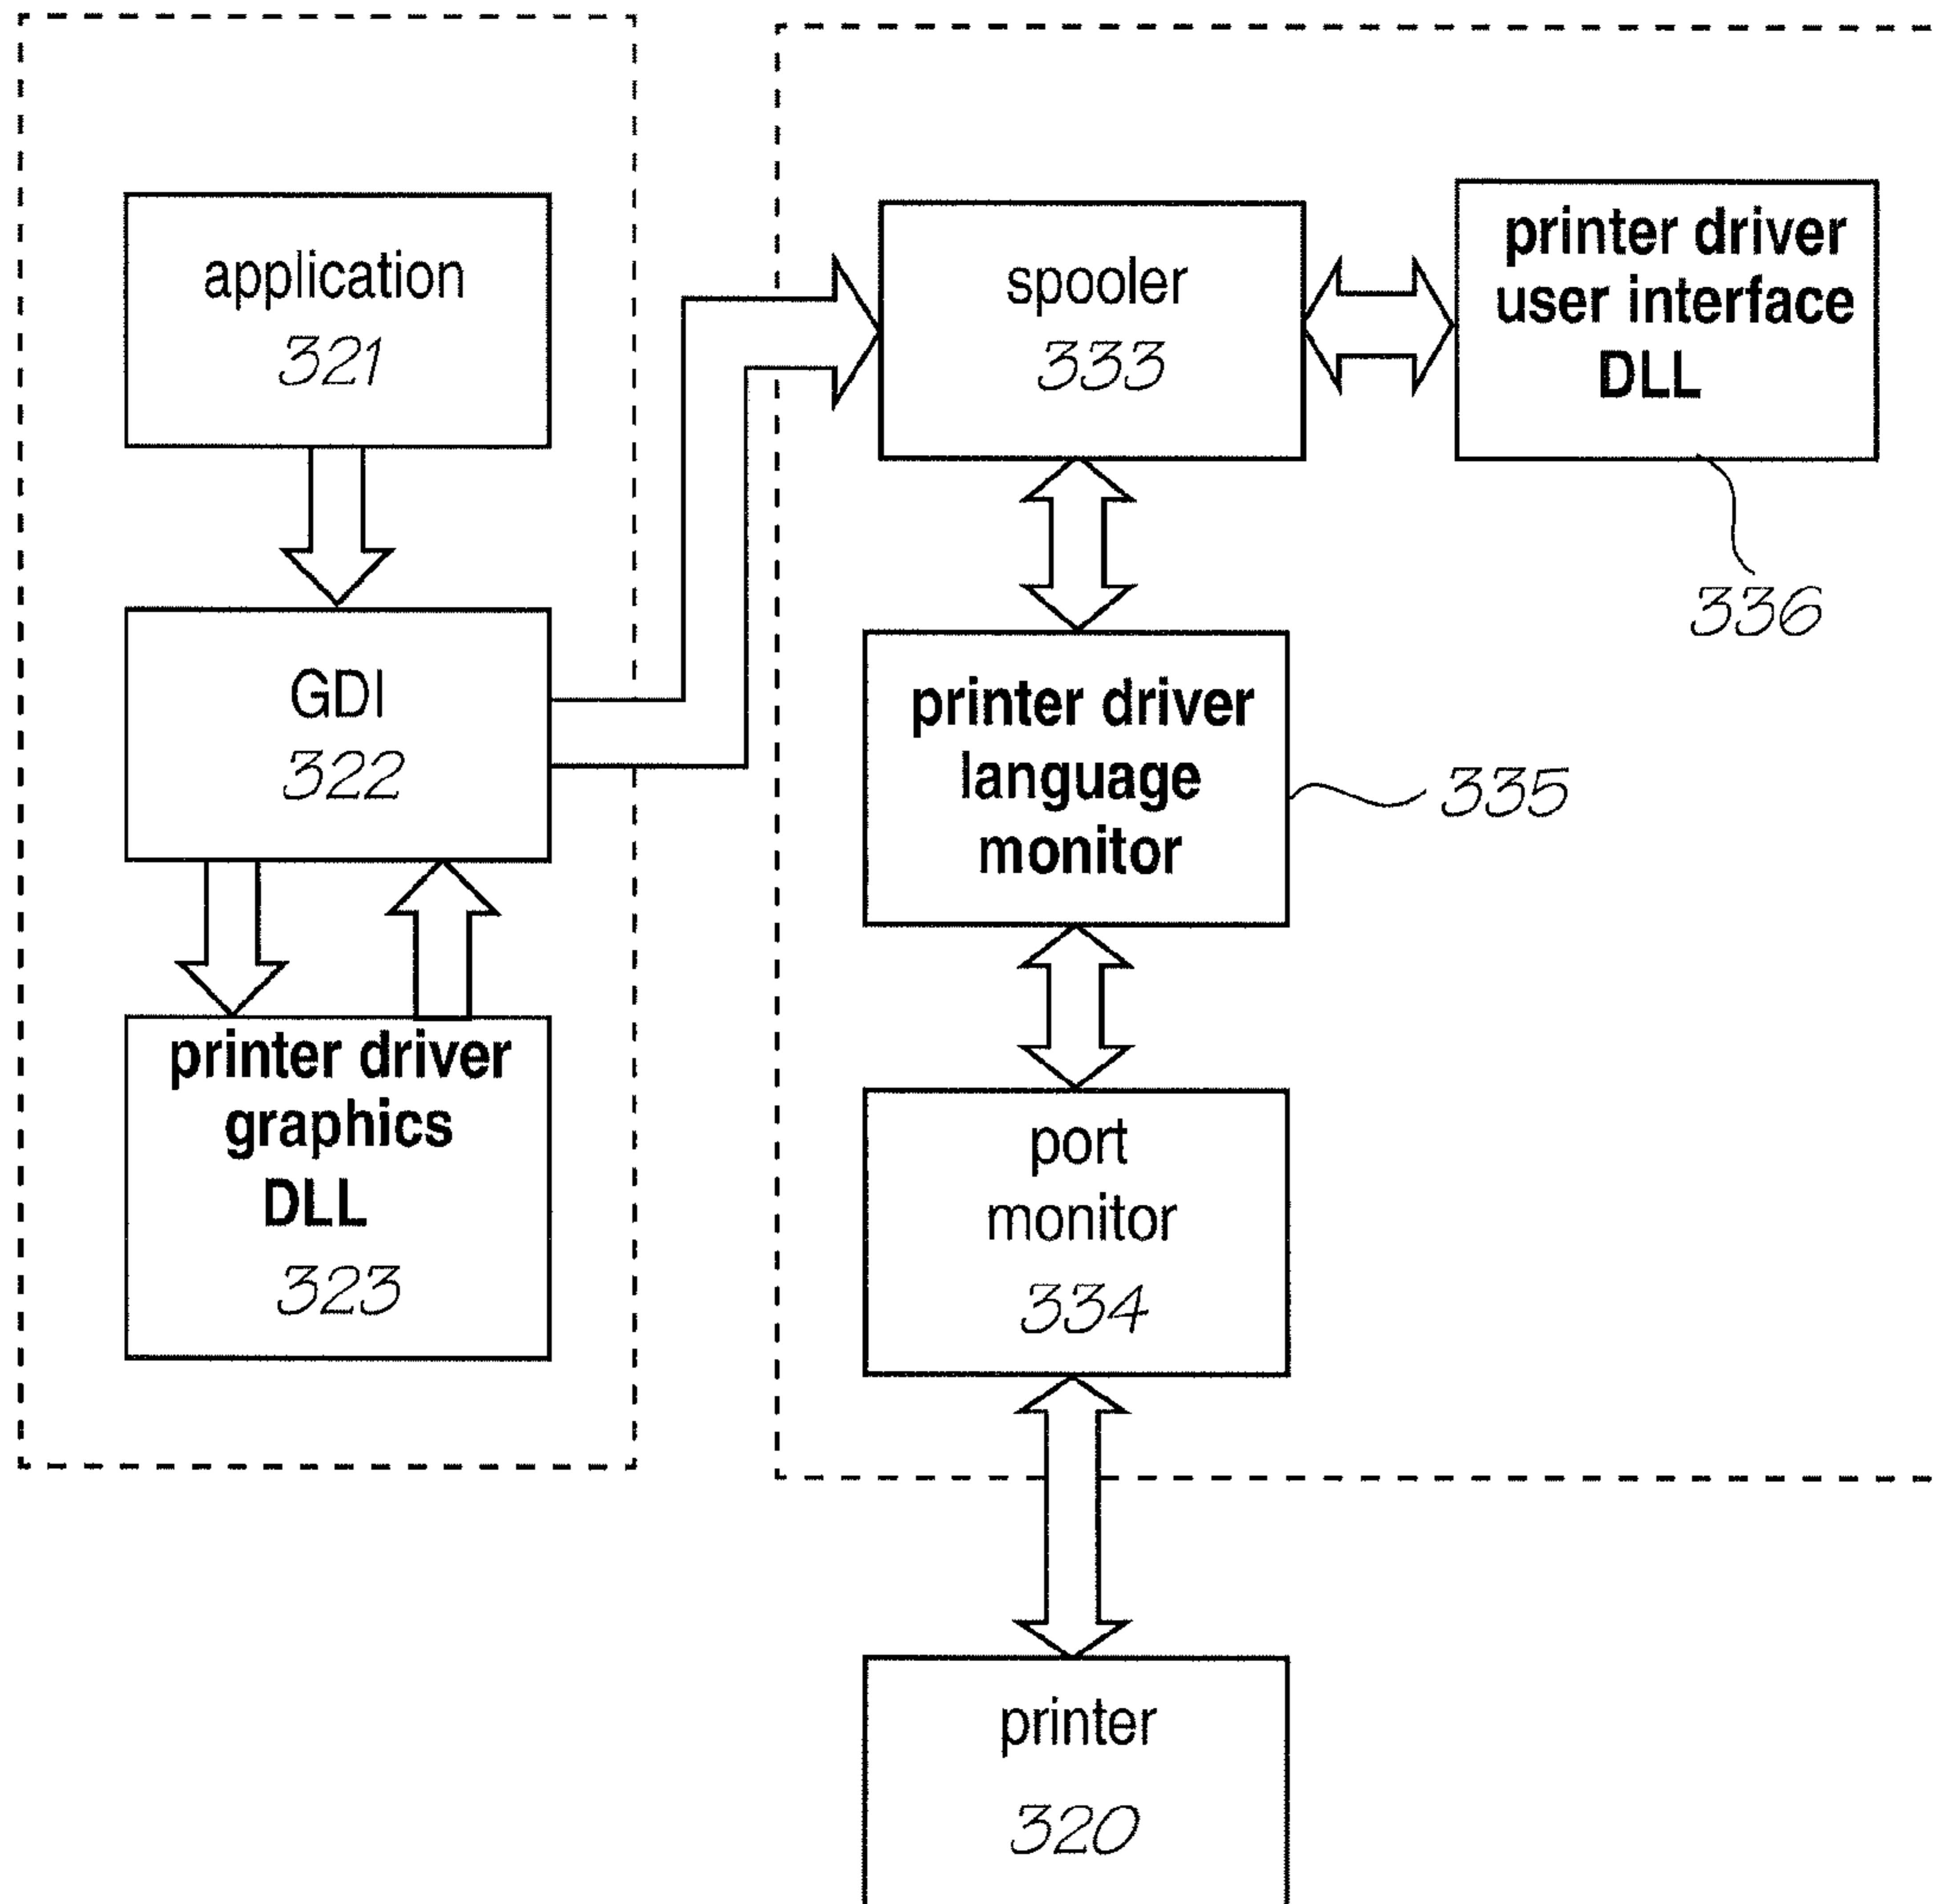 application
321
GDI
322
printer driver
graphics
DLL
323
spooler
333
printer driver
user interface
DLL
336
printer driver
language
monitor
335
port
monitor
334
printer
320